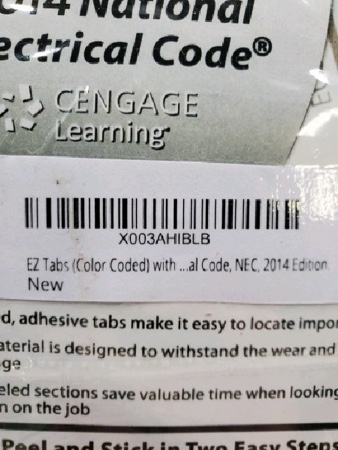 2014 National
ectrical Code®
CENGAGE
Learning
X003AHIBLB
EZ Tabs (Color Coded) with ...al Code, NEC, 2014 Edition
New
d, adhesive tabs make it easy to locate impor
aterial is designed to withstand the wear and
ge
eled sections save valuable time when looking
n on the job
Peel and Stick in Two Easy Steps